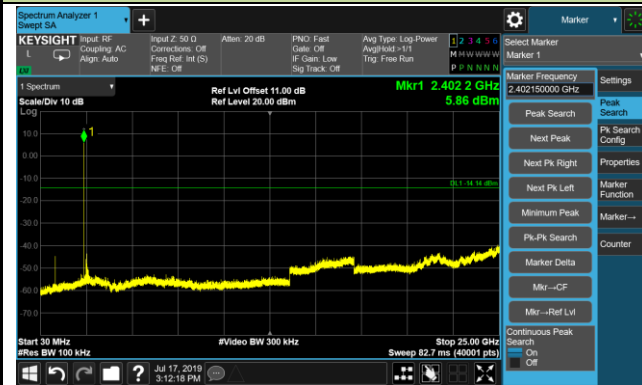 Spectrum Analyzer 1
Swept SA
+
Marker
KEYSIGHT
L
Input: RF
Coupling: AC
Align: Auto
Input Z: 50 Ω
Corrections: Off
Freq Ref: Int (S)
NFE: Off
Atten: 20 dB
PNO: Fast
Gate: Off
IF Gain: Low
Sig Track: Off
Avg Type: Log-Power
Avg|Hold:>1/1
Trig: Free Run
1 2 3 4 5 6
M W W W W W
P P N N N N
Select Marker
Marker 1
1 Spectrum
Scale/Div 10 dB
Log
Ref Lvl Offset 11.00 dB
Ref Level 20.00 dBm
Mkr1 2.402 2 GHz
5.86 dBm
1
10.0
0.00
-10.0
-20.0
-30.0
-40.0
-50.0
-60.0
-70.0
DL1 -14.14 dBm
Start 30 MHz
#Res BW 100 kHz
#Video BW 300 kHz
Stop 25.00 GHz
Sweep 82.7 ms (40001 pts)
Marker Frequency
2.402150000 GHz
Peak Search
Next Peak
Next Pk Right
Next Pk Left
Minimum Peak
Pk-Pk Search
Marker Delta
Mkr→CF
Mkr→Ref Lvl
Continuous Peak
Search
On
Off
Settings
Peak
Search
Pk Search
Config
Properties
Marker
Function
Marker→
Counter
?
Jul 17, 2019
3:12:18 PM